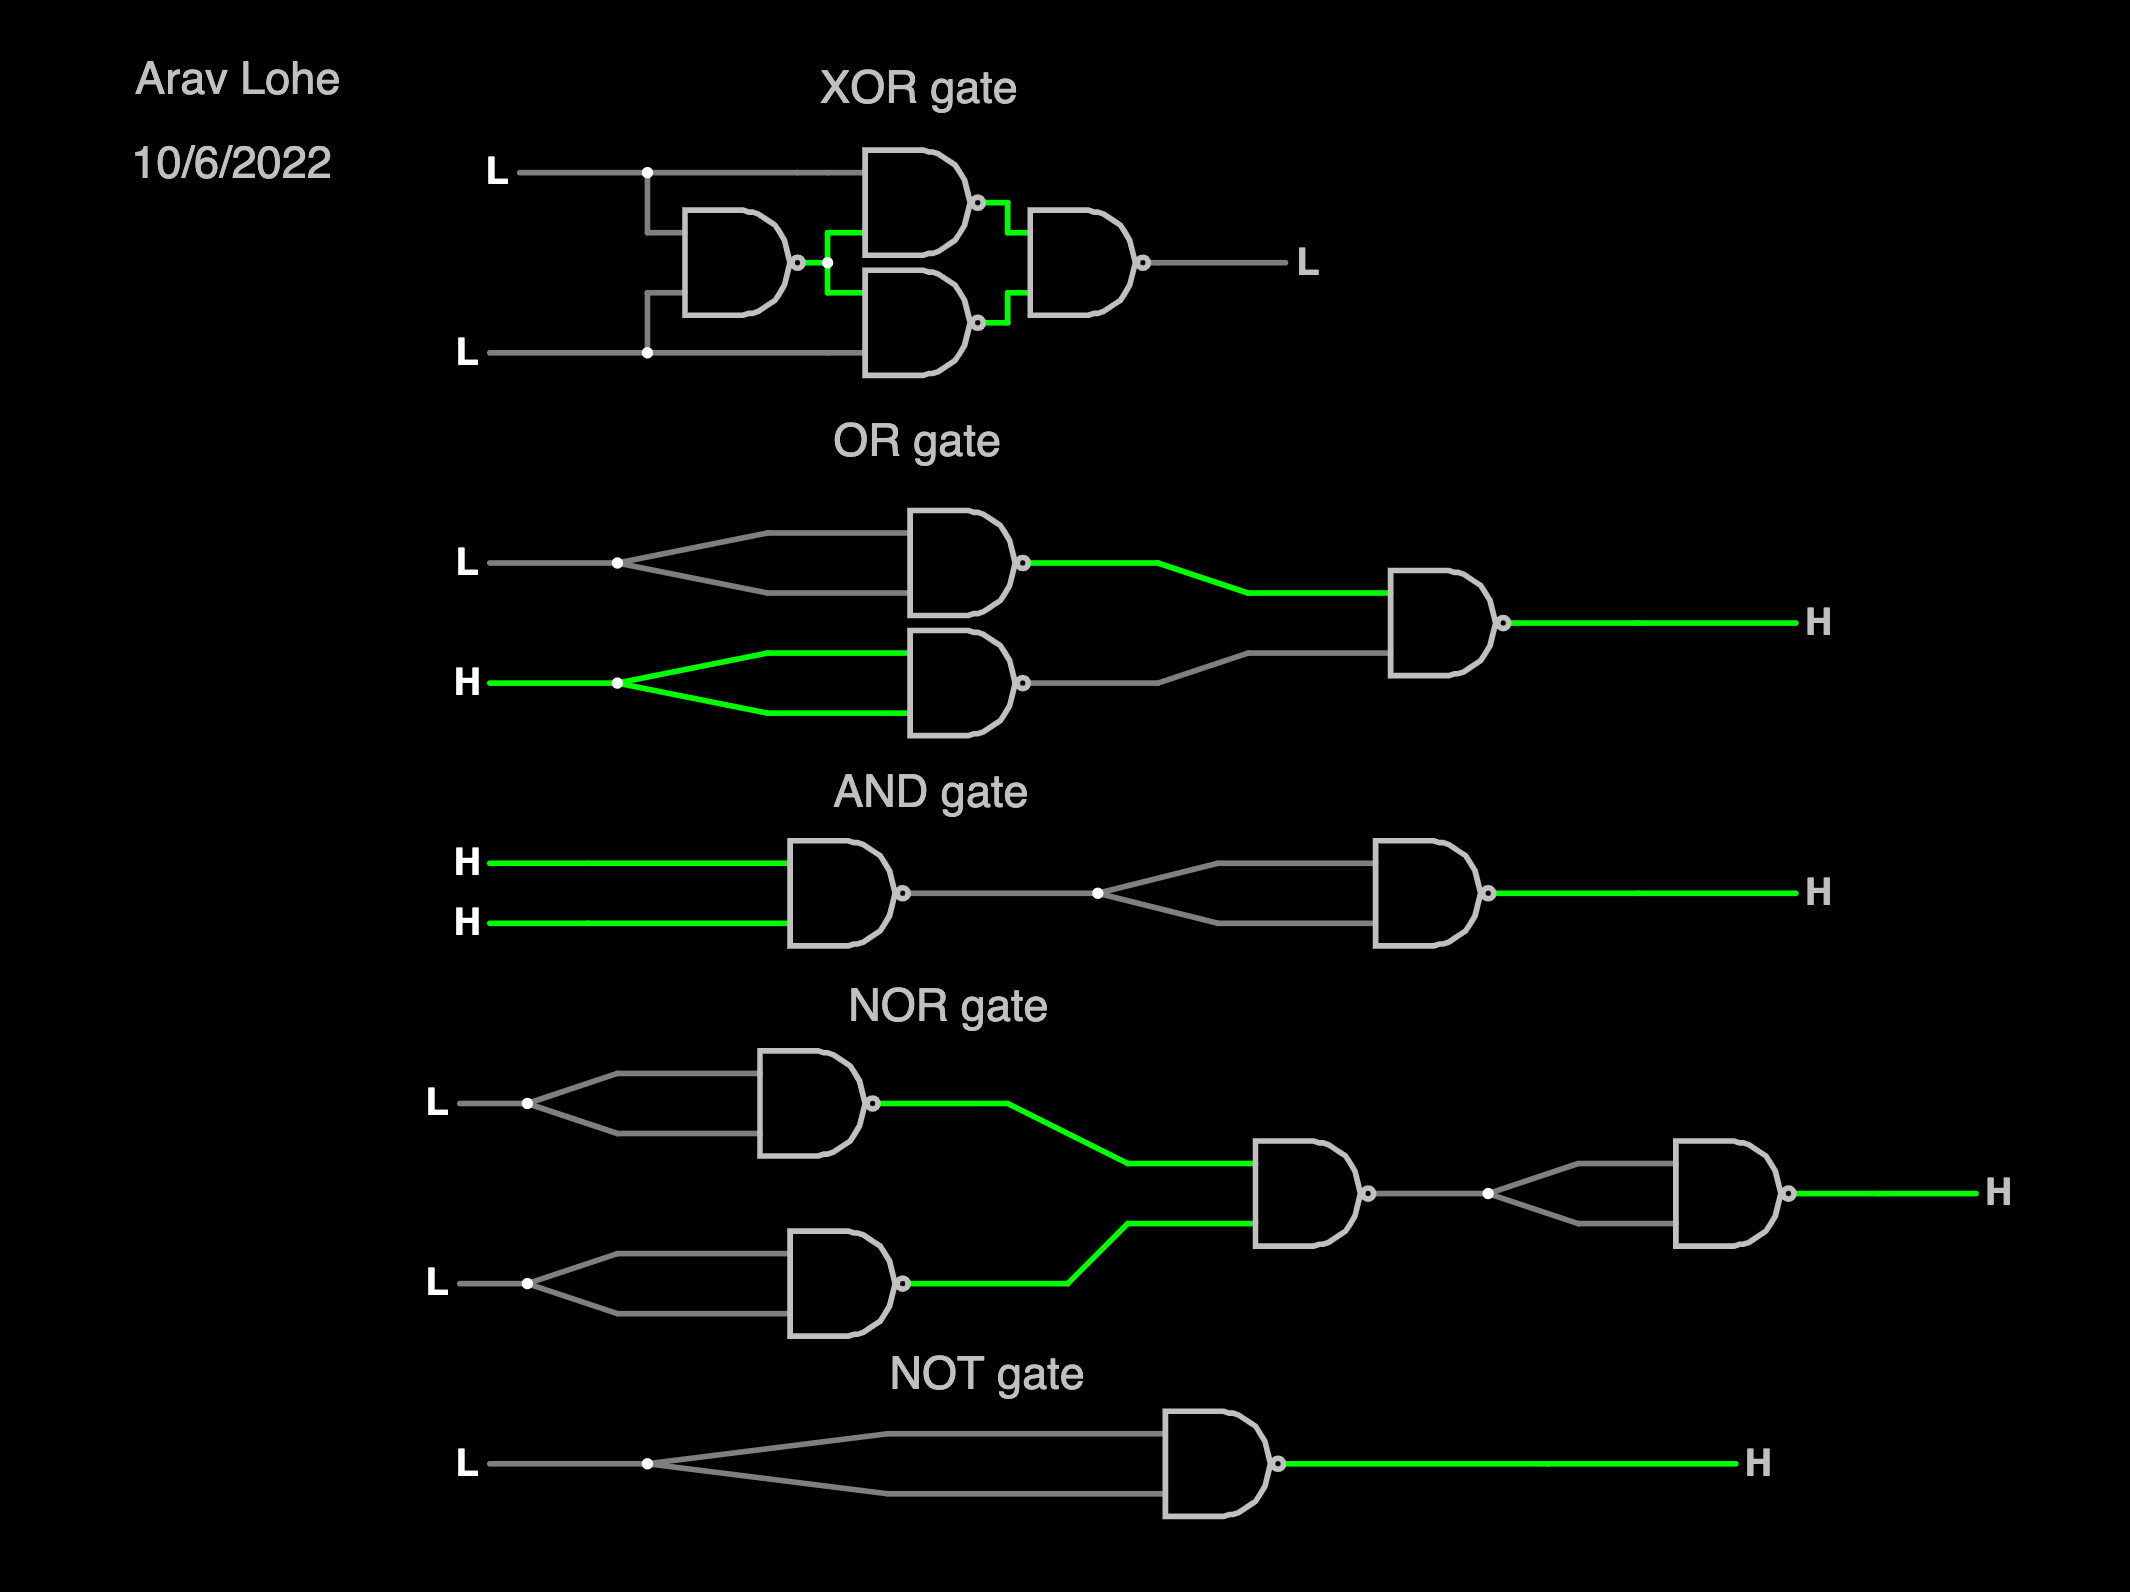 Arav Lohe
10/6/2022
XOR gate
L
L
L
OR gate
L
H
H
AND gate
H
H
H
NOR gate
L
H
L
NOT gate
L H